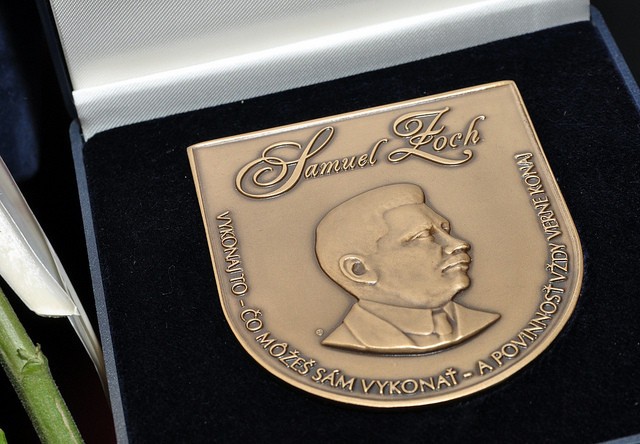 Samuel Zoch
VYKONAJ TO - ČO MÔŽEŠ SÁM VYKONAŤ - A POVINNOSŤ VŽDY VERNE KONAJ